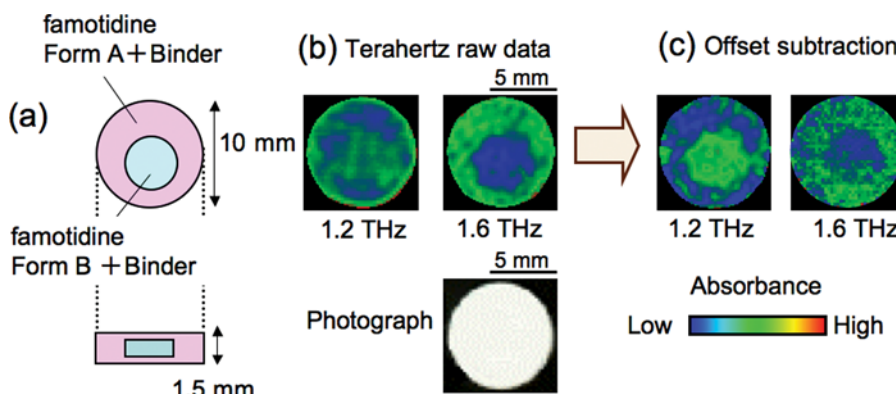 famotidine
Form A＋Binder
(a)
10 mm
famotidine
Form B ＋Binder
1.5 mm
(b) Terahertz raw data
5 mm
1.2 THz
1.6 THz
5 mm
Photograph
(c) Offset subtraction
1.2 THz
1.6 THz
Absorbance
Low
High